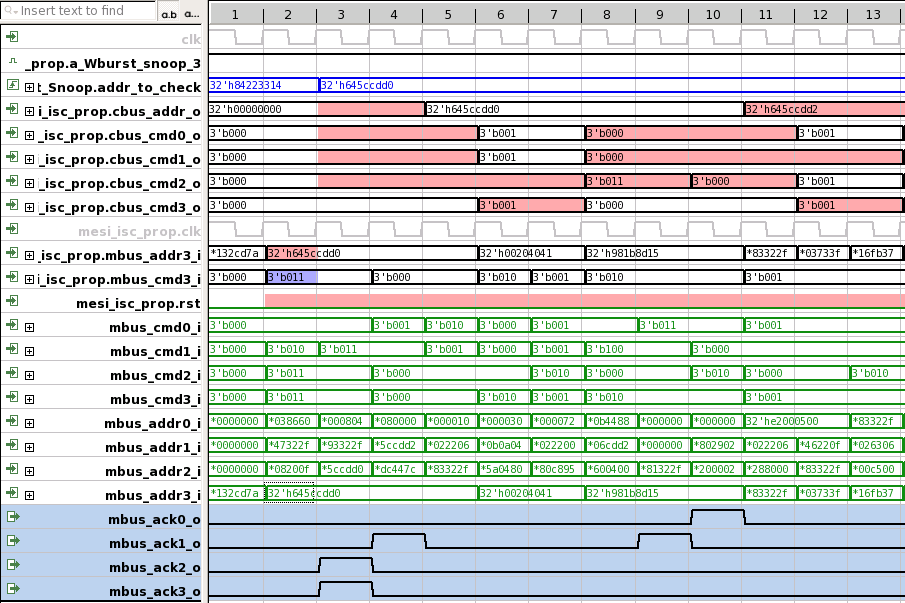 Insert text to find a.b a... 1 2 3 4 5 6 7 8 9 10 11 12 13
clk
_prop.a_Wburst_snoop_3
t_Snoop.addr_to_check 32'h84223314 32'h645ccdd0
i_isc_prop.cbus_addr_o 32'h00000000 32'h645ccdd0 32'h645ccdd2
_isc_prop.cbus_cmd0_o 3'b000 3'b001 3'b000 3'b001
_isc_prop.cbus_cmd1_o 3'b000 3'b001 3'b000
_isc_prop.cbus_cmd2_o 3'b000 3'b011 3'b000 3'b001
_isc_prop.cbus_cmd3_o 3'b000 3'b001 3'b000 3'b001
mesi_isc_prop.clk
_isc_prop.mbus_addr3_i *132cd7a 32'h645ccdd0 32'h00204041 32'h981b8d15 *83322f *03733f *16fb37
i_isc_prop.mbus_cmd3_i 3'b000 3'b011 3'b000 3'b010 3'b001 3'b010 3'b001
mesi_isc_prop.rst
mbus_cmd0_i 3'b000 3'b001 3'b010 3'b000 3'b001 3'b011 3'b001
mbus_cmd1_i 3'b000 3'b010 3'b011 3'b001 3'b000 3'b001 3'b100 3'b000
mbus_cmd2_i 3'b000 3'b011 3'b000 3'b010 3'b000 3'b010 3'b000 3'b010
mbus_cmd3_i 3'b000 3'b011 3'b000 3'b010 3'b001 3'b010 3'b001
mbus_addr0_i *0000000 *038660 *000804 *080000 *000010 *000030 *000072 *0b4488 *000000 *000000 32'he2000500 *83322f
mbus_addr1_i *0000000 *47322f *93322f *5ccdd0 *022206 *0b0a04 *022200 *06cdd2 *000000 *802902 *022206 *46220f *026306
mbus_addr2_i *0000000 *08200f *5ccdd0 *dc447c *83322f *5a0480 *80c895 *600400 *81322f *200002 *288000 *83322f *00c500
mbus_addr3_i *132cd7a 32'h645ccdd0 32'h00204041 32'h981b8d15 *83322f *03733f *16fb37
mbus_ack0_o
mbus_ack1_o
mbus_ack2_o
mbus_ack3_o